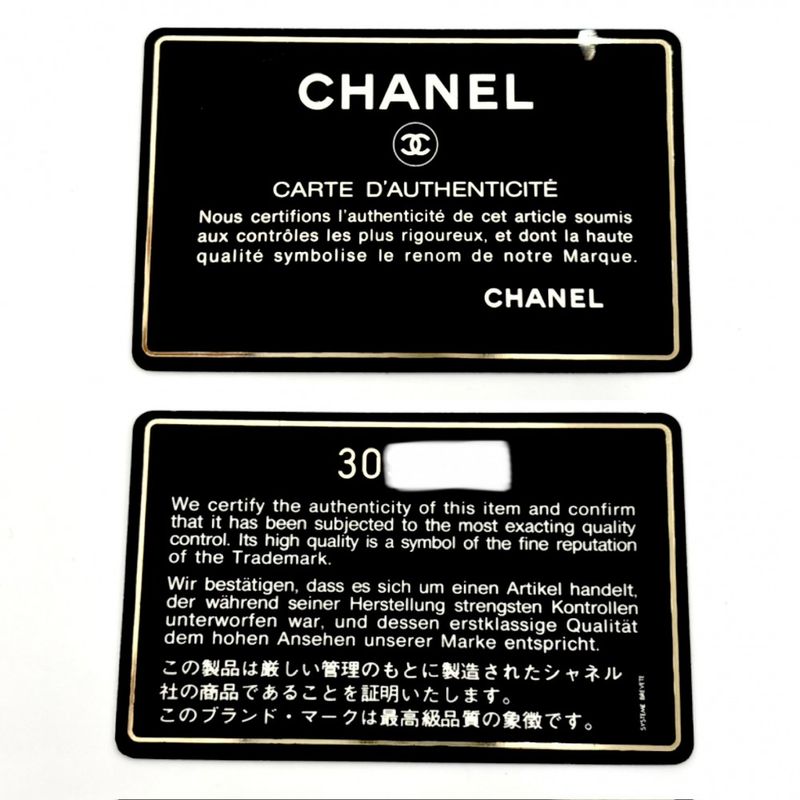 CHANEL
CARTE D'AUTHENTICITÉ
Nous certifions l'authenticité de cet article soumis
aux contrôles les plus rigoureux, et dont la haute
qualité symbolise le renom de notre Marque.
CHANEL
30
We certify the authenticity of this item and confirm
that it has been subjected to the most exacting quality
control. Its high quality is a symbol of the fine reputation
of the Trademark.
Wir bestätigen, dass es sich um einen Artikel handelt,
der während seiner Herstellung strengsten Kontrollen
unterworfen war, und dessen erstklassige Qualität
dem hohen Ansehen unserer Marke entspricht.
この製品は厳しい管理のもとに製造されたシャネル
社の商品であることを証明いたします。
このブランド・マークは最高級品質の象徴です。
SYSTEME BREVETE